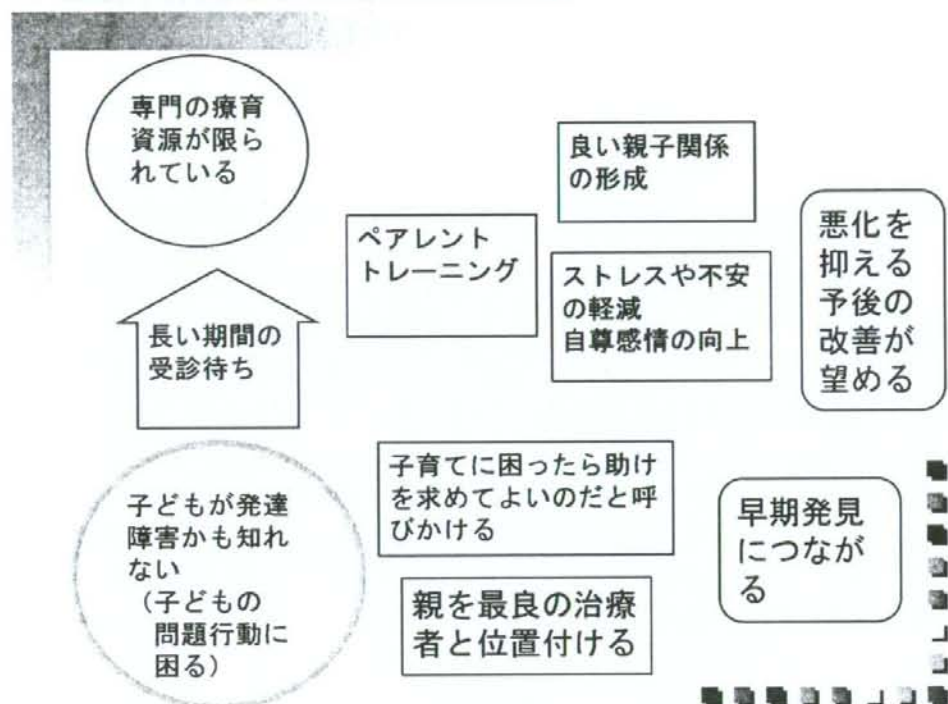 専門の療育
資源が限ら
れている
長い期間の
受診待ち
子どもが発達
障害かも知れ
ない
（子どもの
問題行動に
困る）
ペアレント
トレーニング
良い親子関係
の形成
ストレスや不安
の軽減
自尊感情の向上
悪化を
抑える
予後の
改善が
望める
子育てに困ったら助け
を求めてよいのだと呼
びかける
親を最良の治療
者と位置付ける
早期発見
につなが
る